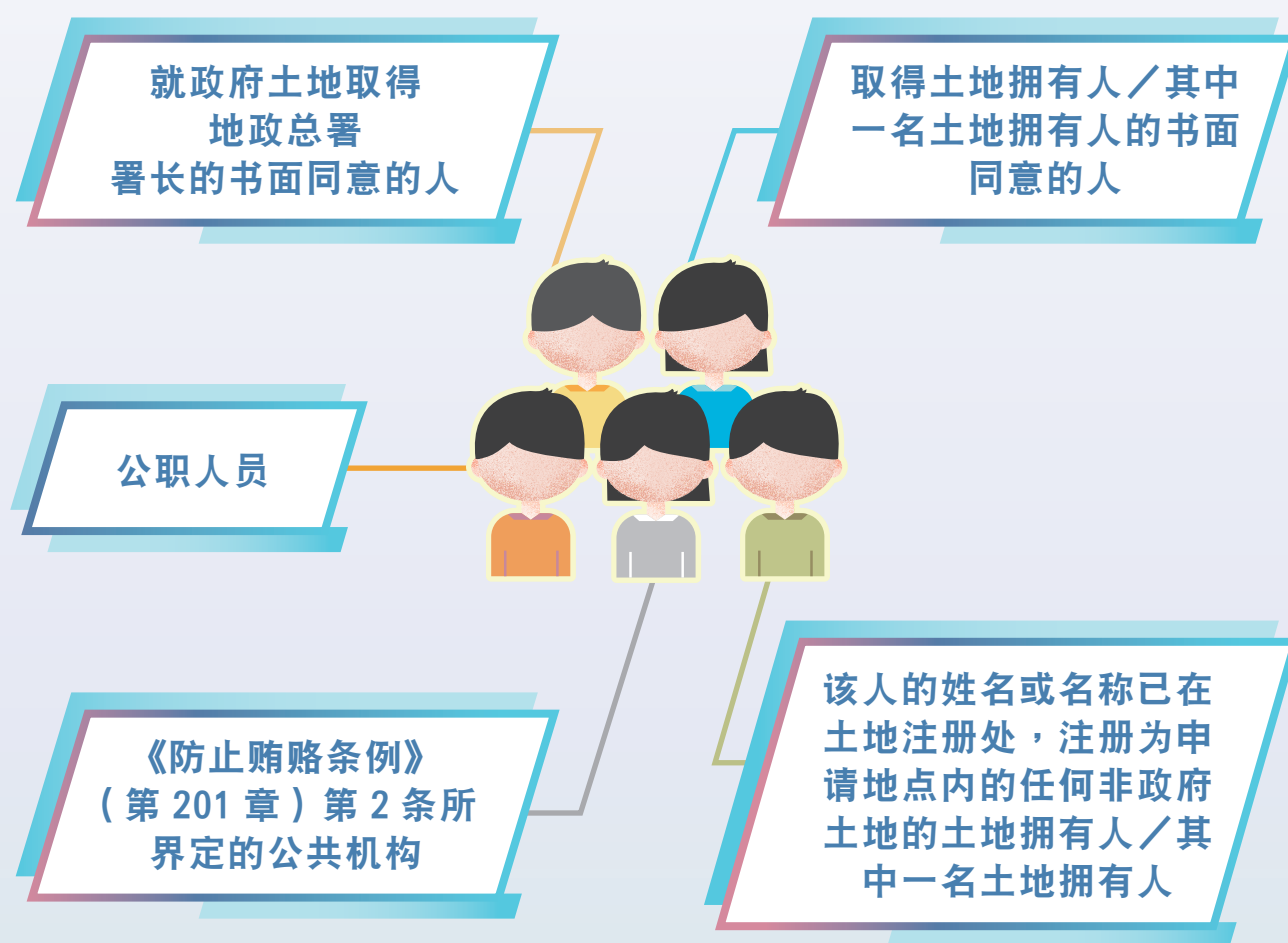 就政府土地取得
地政总署
署长的书面同意的人
取得土地拥有人／其中
一名土地拥有人的书面
同意的人
公职人员
《防止贿赂条例》
（第 201 章）第 2 条所
界定的公共机构
该人的姓名或名称已在
土地注册处，注册为申
请地点内的任何非政府
土地的土地拥有人／其
中一名土地拥有人